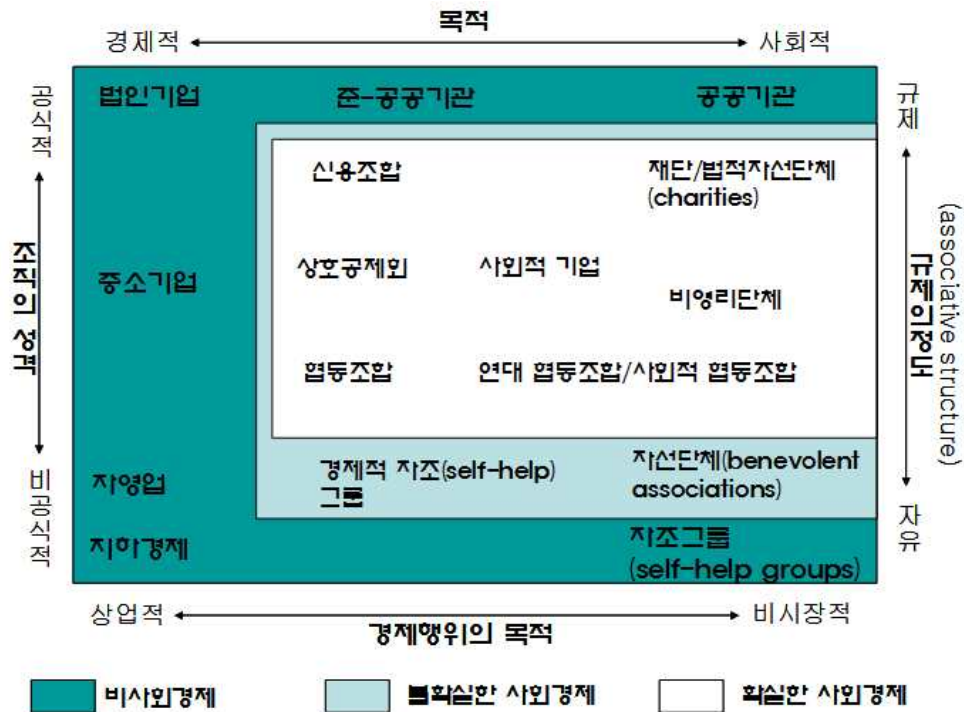 목적
경제적
사회적
공식적
법인기업
준-공공기관
공공기관
규제
신용조합
재단/법적자선단체
(charities)
조직의 성격
중소기업
상호공제회
사회적 기업
비영리단체
규제의정도
(associative structure)
협동조합
연대 협동조합/사회적 협동조합
비공식적
자영업
경제적 자조(self-help)
그룹
자선단체(benevolent
associations)
자유
지하경제
자조그룹
(self-help groups)
상업적
경제행위의 목적
비시장적
비사회경제
불확실한 사회경제
확실한 사회경제